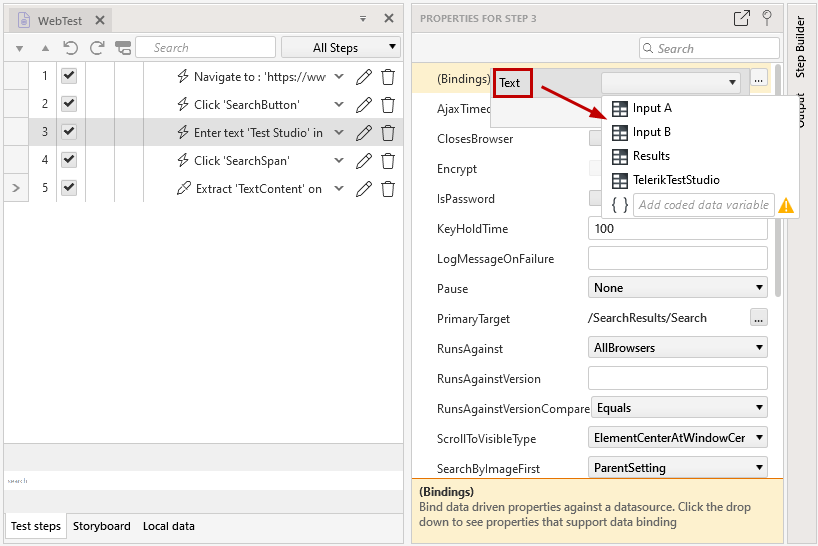 WebTest
Search
All Steps
1 Navigate to : 'https://ww
2 Click 'SearchButton'
3 Enter text 'Test Studio' in
4 Click 'SearchSpan'
5 Extract 'TextContent' on
search
Test steps Storyboard Local data
PROPERTIES FOR STEP 3
Search
(Bindings) Text ...
Input A
Input B
Results
TelerikTestStudio
{ } Add coded data variable
AjaxTimeo
ClosesBrowser
Encrypt
IsPassword
KeyHoldTime 100
LogMessageOnFailure
Pause None
PrimaryTarget /SearchResults/Search ...
RunsAgainst AllBrowsers
RunsAgainstVersion
RunsAgainstVersionCompare Equals
ScrollToVisibleType ElementCenterAtWindowCer
SearchByImageFirst ParentSetting
(Bindings)
Bind data driven properties against a datasource. Click the drop
down to see properties that support data binding
Step Builder
Output